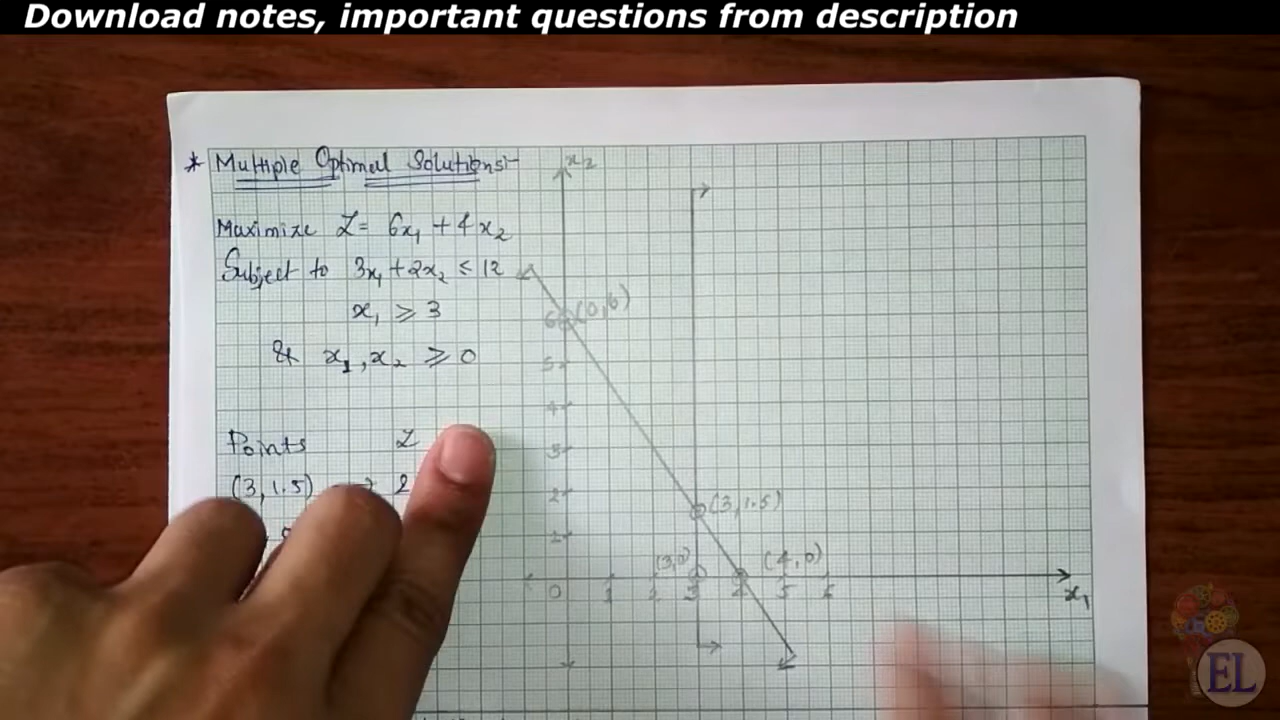 Download notes, important questions from description
* Multiple Optimal Solutions:-
Maximize Z = 6x₁ + 4x₂
Subject to 3x₁ + 2x₂ ≤ 12
x₁ ≥ 3
& x₁, x₂ ≥ 0
Points Z
(3, 1.5) → 2
x₂
6 (0,6)
5
4
3
2 (3, 1.5)
1
(3,0) (4,0)
0 1 2 3 4 5 6
x₁
EL